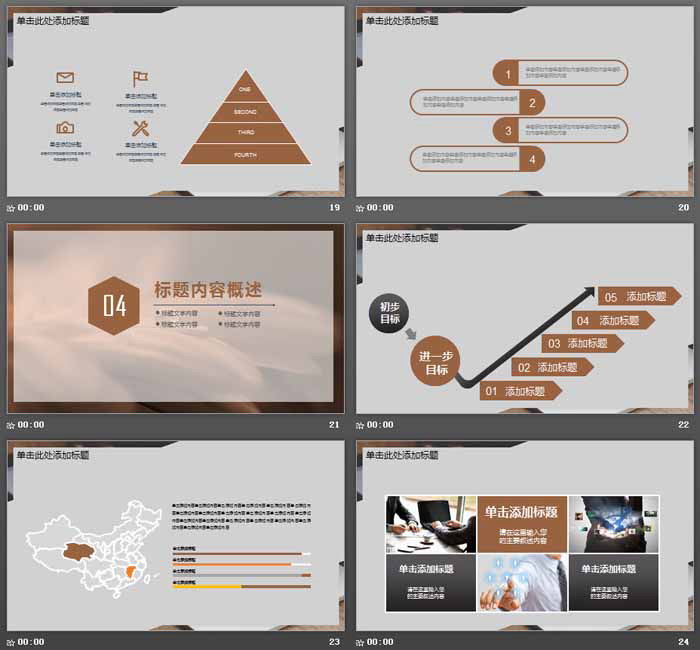 单击此处添加标题
单击添加标题
单击添加标题
单击添加标题
单击添加标题
ONE
SECOND
THIRD
FOURTH
00:00
19
单击此处添加标题
1
2
3
4
00:00
20
04
标题内容概述
标题文字内容
标题文字内容
标题文字内容
标题文字内容
00:00
21
单击此处添加标题
初步
目标
进一步
目标
05 添加标题
04 添加标题
03 添加标题
02 添加标题
01 添加标题
00:00
22
单击此处添加标题
00:00
23
单击此处添加标题
单击添加标题
请在这里输入您
的主要叙述内容
单击添加标题
请在这里输入您
的主要叙述内容
单击添加标题
请在这里输入您
的主要叙述内容
00:00
24